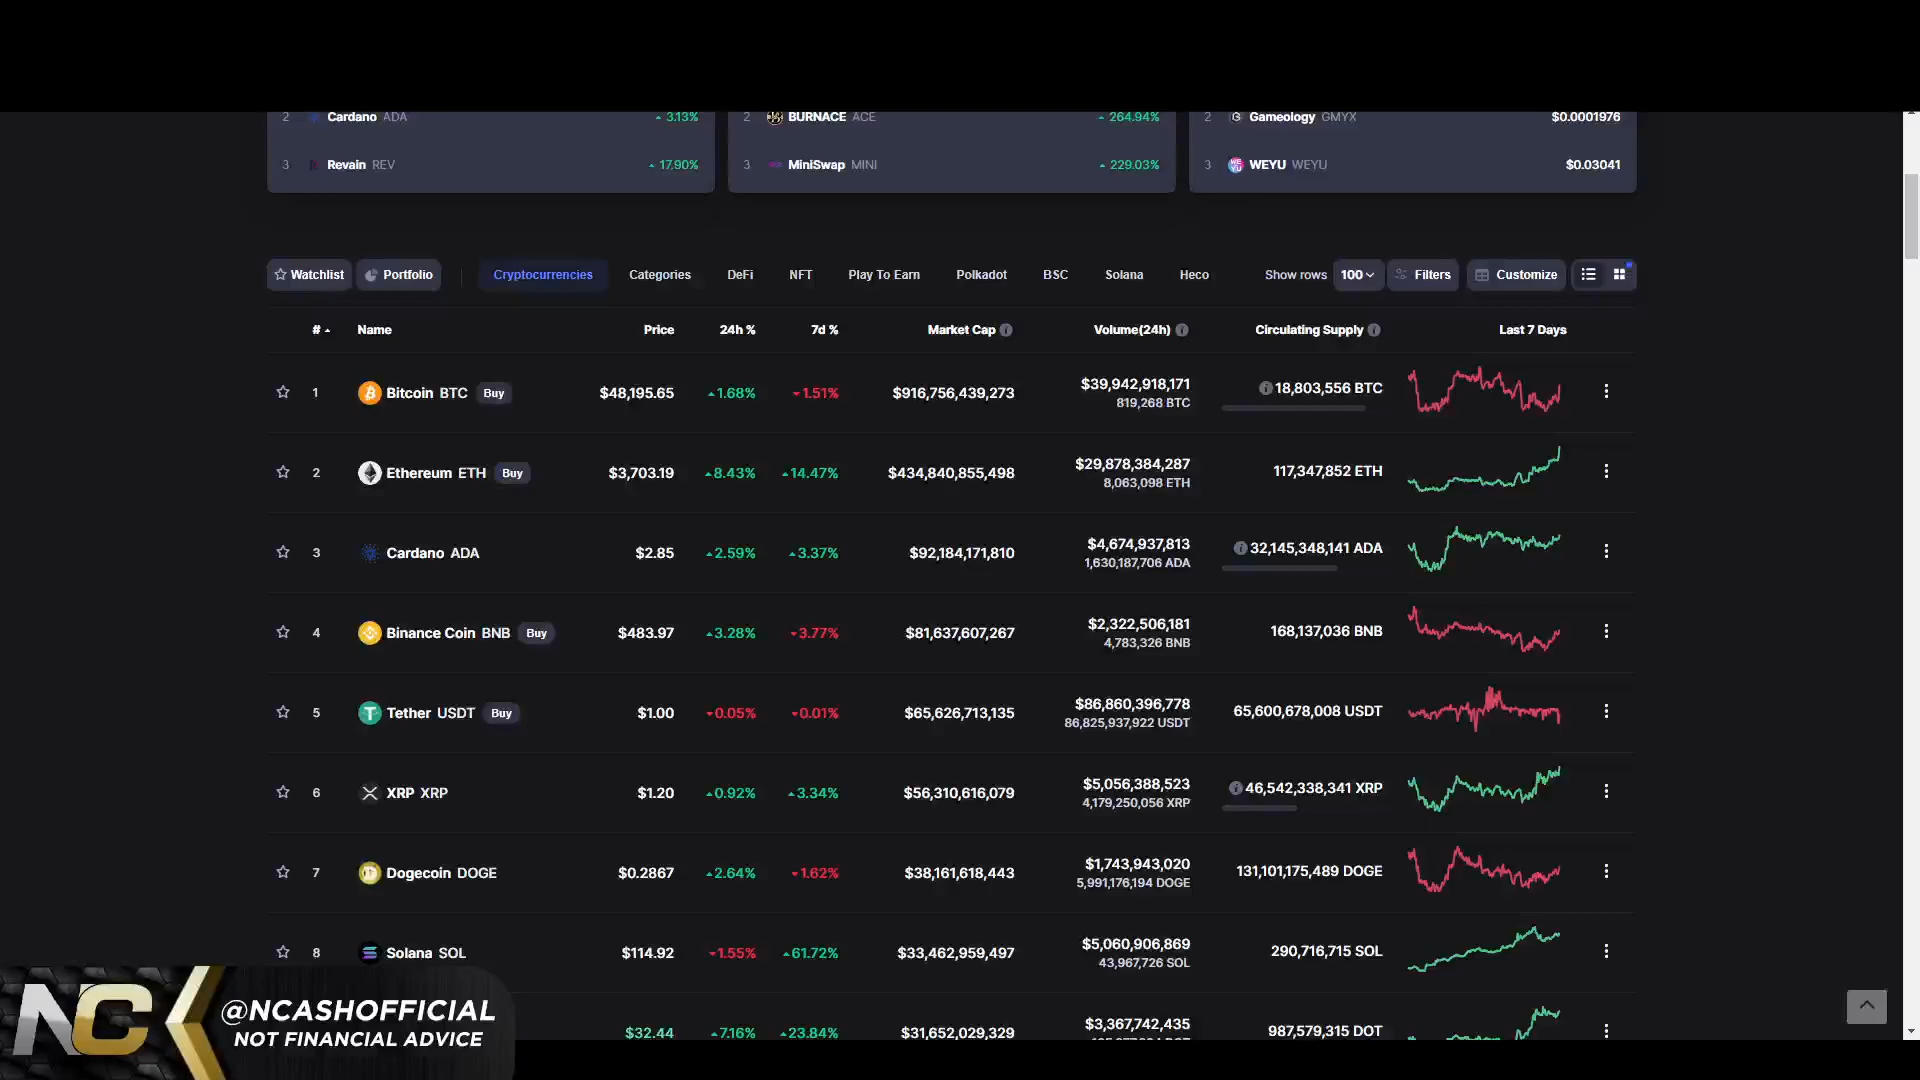 2 Cardano ADA 3.13% 2 BURNACE ACE 264.94% 2 Gameology GMYX $0.0001976
3 Revain REV 17.90% 3 MiniSwap MINI 229.03% 3 WEYU WEYU $0.03041
Watchlist Portfolio Cryptocurrencies Categories DeFi NFT Play To Earn Polkadot BSC Solana Heco Show rows 100 Filters Customize
# Name Price 24h % 7d % Market Cap Volume(24h) Circulating Supply Last 7 Days
1 Bitcoin BTC Buy $48,195.65 1.68% 1.51% $916,756,439,273 $39,942,918,171 18,803,556 BTC
819,268 BTC
2 Ethereum ETH Buy $3,703.19 8.43% 14.47% $434,840,855,498 $29,878,384,287 117,347,852 ETH
8,063,098 ETH
3 Cardano ADA $2.85 2.59% 3.37% $92,184,171,810 $4,674,937,813 32,145,348,141 ADA
1,630,187,706 ADA
4 Binance Coin BNB Buy $483.97 3.28% 3.77% $81,637,607,267 $2,322,506,181 168,137,036 BNB
4,783,326 BNB
5 Tether USDT Buy $1.00 0.05% 0.01% $65,626,713,135 $86,860,396,778 65,600,678,008 USDT
86,825,937,922 USDT
6 XRP XRP $1.20 0.92% 3.34% $56,310,616,079 $5,056,388,523 46,542,338,341 XRP
4,179,250,056 XRP
7 Dogecoin DOGE $0.2867 2.64% 1.62% $38,161,618,443 $1,743,943,020 131,101,175,489 DOGE
5,991,176,194 DOGE
8 Solana SOL $114.92 1.55% 61.72% $33,462,959,497 $5,060,906,869 290,716,715 SOL
43,967,726 SOL
$32.44 7.16% 23.84% $31,652,029,329 $3,367,742,435 987,579,315 DOT
NC @NCASHOFFICIAL
NOT FINANCIAL ADVICE